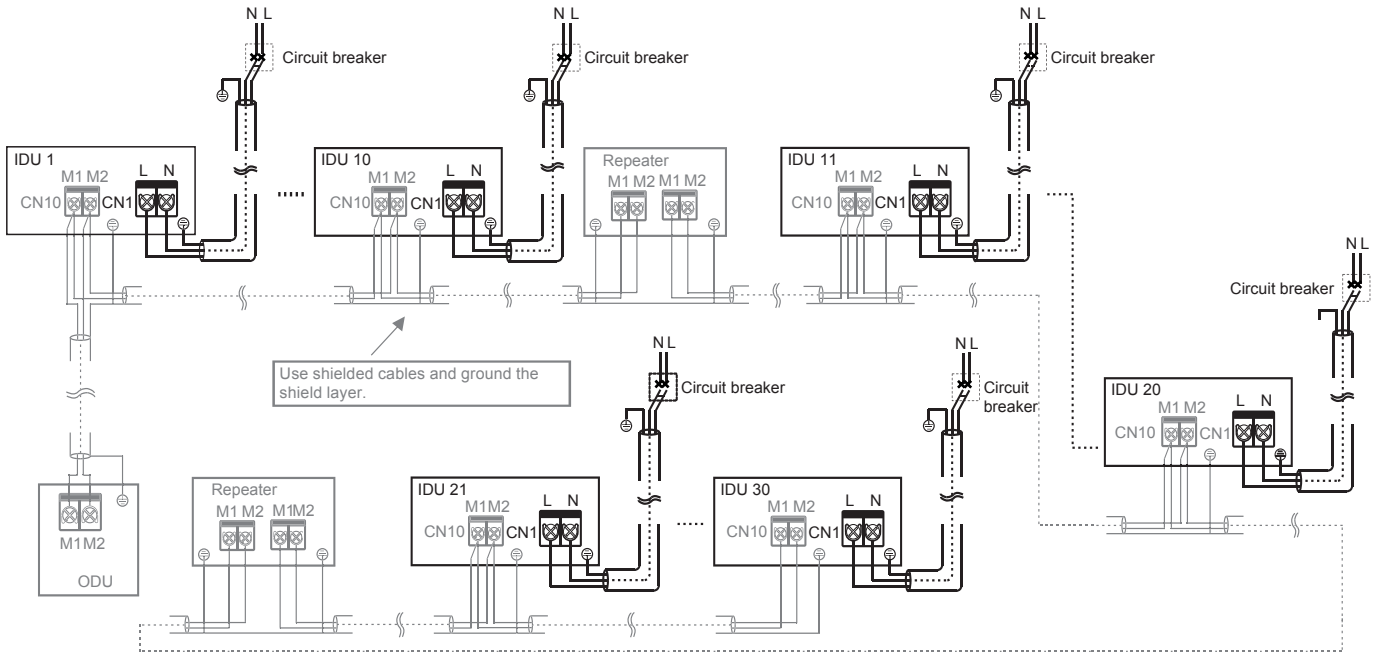 N L
Circuit breaker
N L
Circuit breaker
N L
Circuit breaker
IDU 1
M1 M2
L N
CN10
IDU 10
M1 M2
L N
CN10
CN1
Repeater
M1 M2 M1 M2
IDU 11
M1 M2
L N
CN10
CN1
N L
Circuit breaker
Use shielded cables and ground the
shield layer.
N L
Circuit breaker
N L
Circuit
breaker
IDU 20
M1 M2
L N
CN10
CN1
M1M2
ODU
Repeater
M1 M2 M1M2
IDU 21
M1M2
L N
CN10
CN1
IDU 30
M1 M2
L N
CN10
CN1